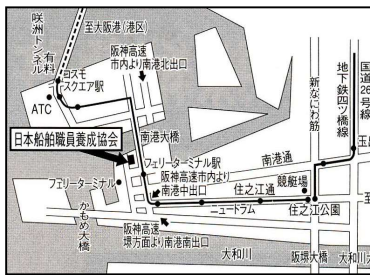 咲洲トンネル
有料
至大阪港(港区)
コスモ
スクエア駅
ATC
阪神高速
市内より南港北出口
日本船舶職員養成協会
南港大橋
フェリーターミナル駅
阪神高速市内より
南港中出口
フェリーターミナル
かもめ大橋
ニュートラム
阪神高速
堺方面より南港南出口
南港通
住之江通
競艇場
住之江公園
新なにわ筋
地下鉄四ツ橋線
国道26号線
玉出
阪堺大橋
大和川
大和川
至